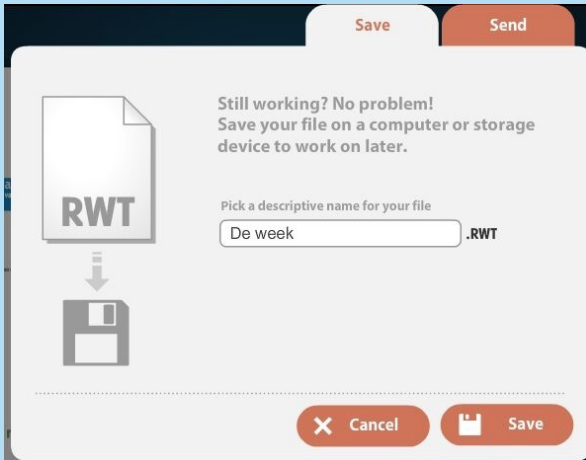 Save
Send
Still working? No problem!
Save your file on a computer or storage
device to work on later.
RWT
Pick a descriptive name for your file
De week
.RWT
Cancel
Save